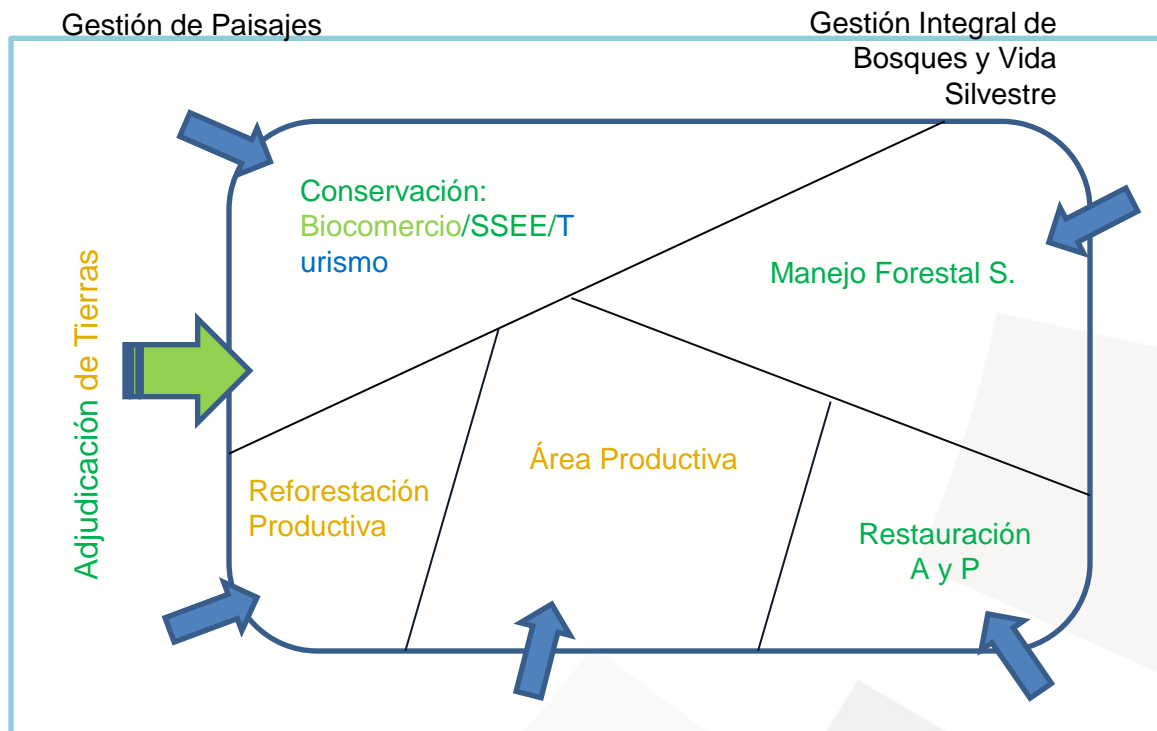 Gestión de Paisajes
Gestión Integral de
Bosques y Vida
Silvestre
Conservación:
Biocomercio/SSEE/T
urismo
Manejo Forestal S.
Adjudicación de Tierras
Área Productiva
Reforestación
Productiva
Restauración
A y P